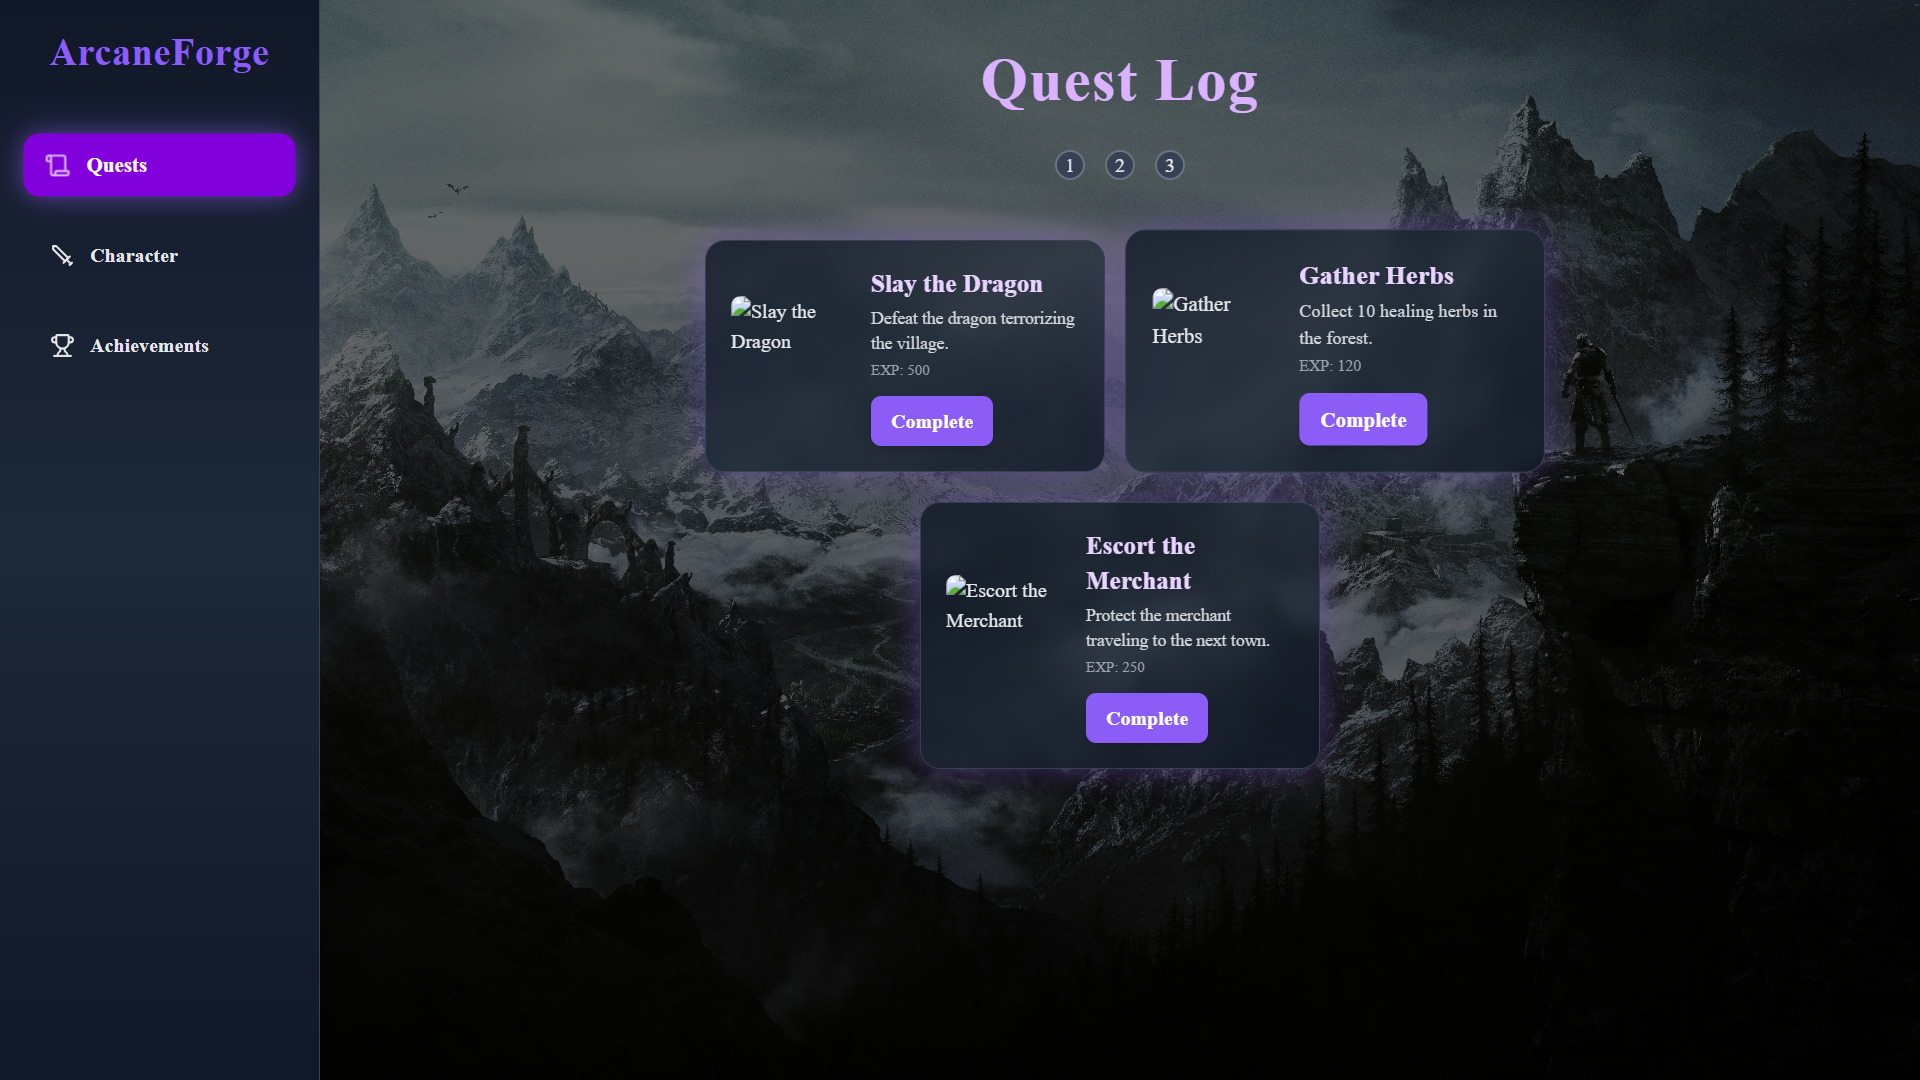 ArcaneForge
Quests
Character
Achievements
Quest Log
1 2 3
Slay the
Dragon
Slay the Dragon
Defeat the dragon terrorizing
the village.
EXP: 500
Complete
Gather
Herbs
Gather Herbs
Collect 10 healing herbs in
the forest.
EXP: 120
Complete
Escort the
Merchant
Escort the
Merchant
Protect the merchant
traveling to the next town.
EXP: 250
Complete